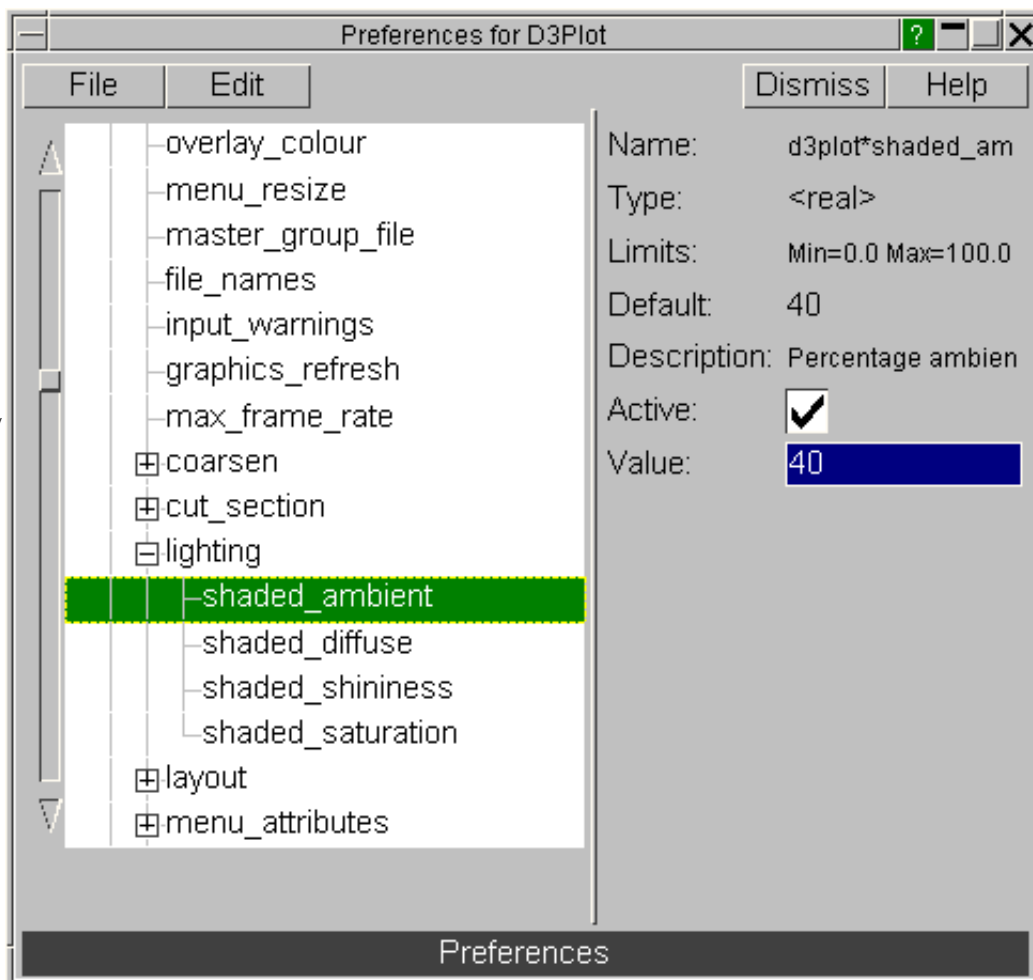 Preferences for D3Plot ?
File Edit Dismiss Help
overlay_colour
menu_resize
master_group_file
file_names
input_warnings
graphics_refresh
max_frame_rate
coarsen
cut_section
lighting
shaded_ambient
shaded_diffuse
shaded_shininess
shaded_saturation
layout
menu_attributes
Name: d3plot*shaded_am
Type: <real>
Limits: Min=0.0 Max=100.0
Default: 40
Description: Percentage ambien
Active:
Value: 40
Preferences